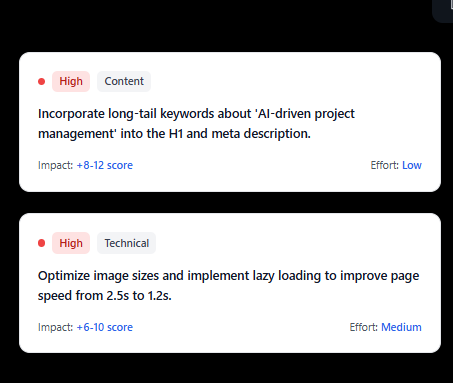 High Content
Incorporate long-tail keywords about 'AI-driven project
management' into the H1 and meta description.
Impact: +8-12 score Effort: Low
High Technical
Optimize image sizes and implement lazy loading to improve page
speed from 2.5s to 1.2s.
Impact: +6-10 score Effort: Medium